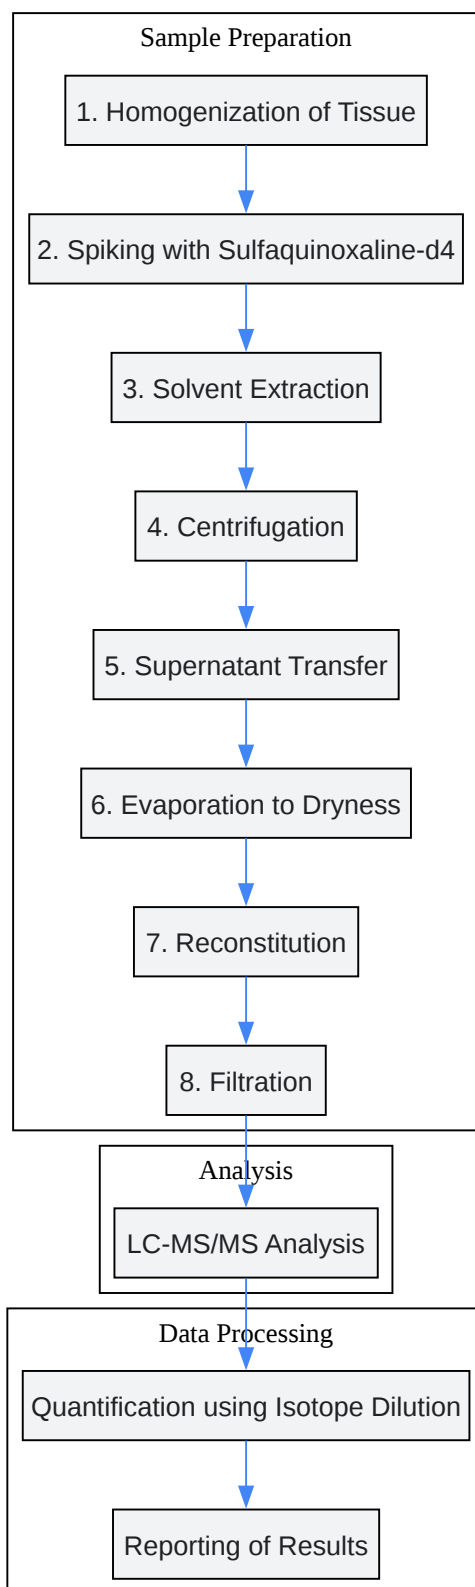 Sample Preparation
1. Homogenization of Tissue
2. Spiking with Sulfaquinoxaline-d4
3. Solvent Extraction
4. Centrifugation
5. Supernatant Transfer
6. Evaporation to Dryness
7. Reconstitution
8. Filtration
Analysis
LC-MS/MS Analysis
Data Processing
Quantification using Isotope Dilution
Reporting of Results